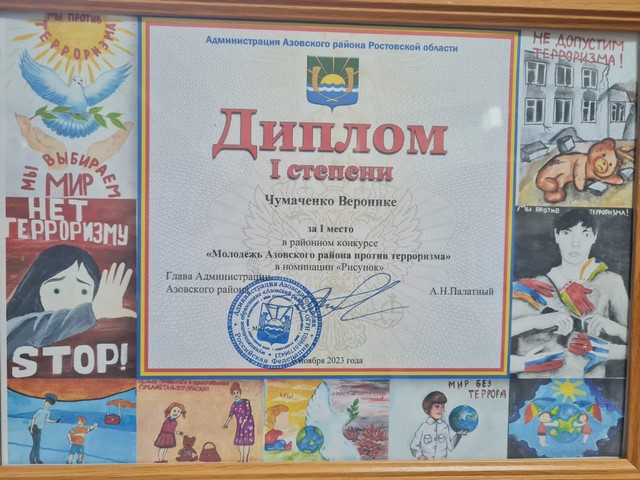 МЫ ПРОТИВ
ТЕРРОРИЗМА
МЫ ВЫБИРАЕМ
МИР
НЕТ
ТЕРРОРИЗМУ
STOP!
Администрация Азовского района Ростовской области
Диплом
I степени
Чумаченко Веронике
за I место
в районном конкурсе
«Молодежь Азовского района против терроризма»
в номинации «Рисунок»
Глава Администрации
Азовского района
А.Н.Палатный
ноября 2023 года
НЕ ДОПУСТИМ
ТЕРРОРИЗМА!
МЫ ПРОТИВ ТЕРРОРИЗМА!
МИР БЕЗ
ТЕРРОРА